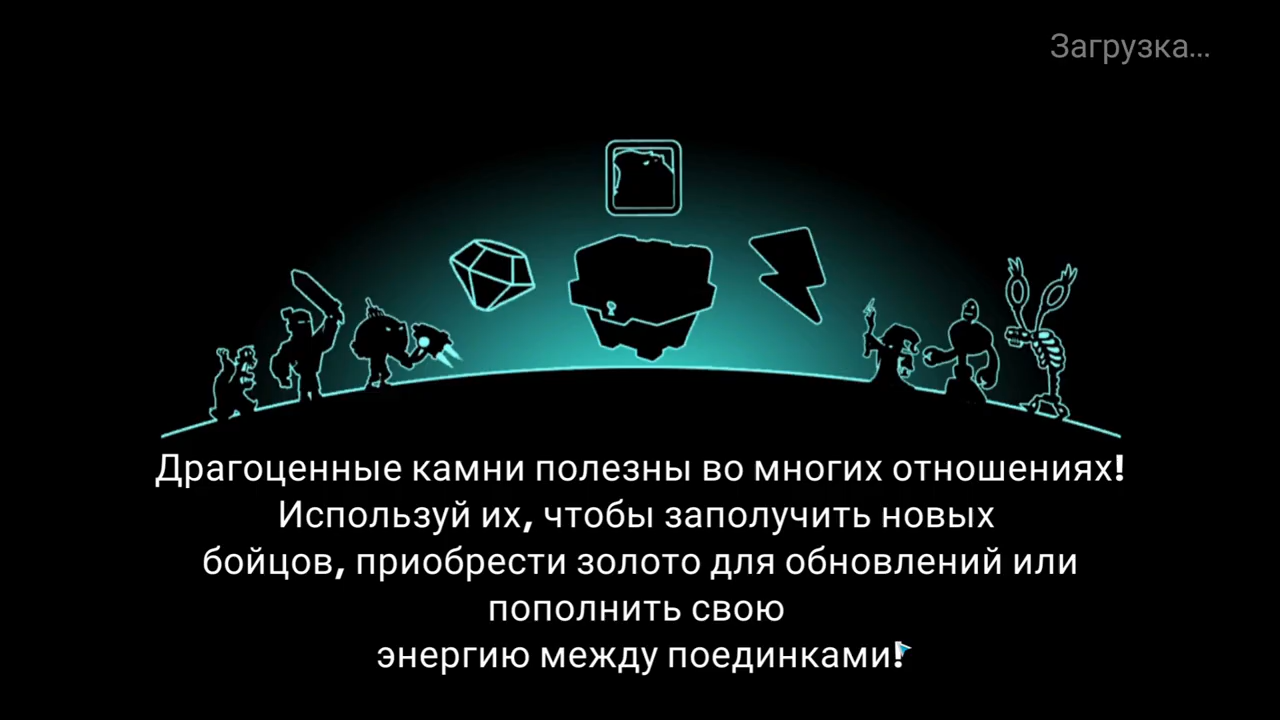 Загрузка...
Драгоценные камни полезны во многих отношениях!
Используй их, чтобы заполучить новых
бойцов, приобрести золото для обновлений или
пополнить свою
энергию между поединками!